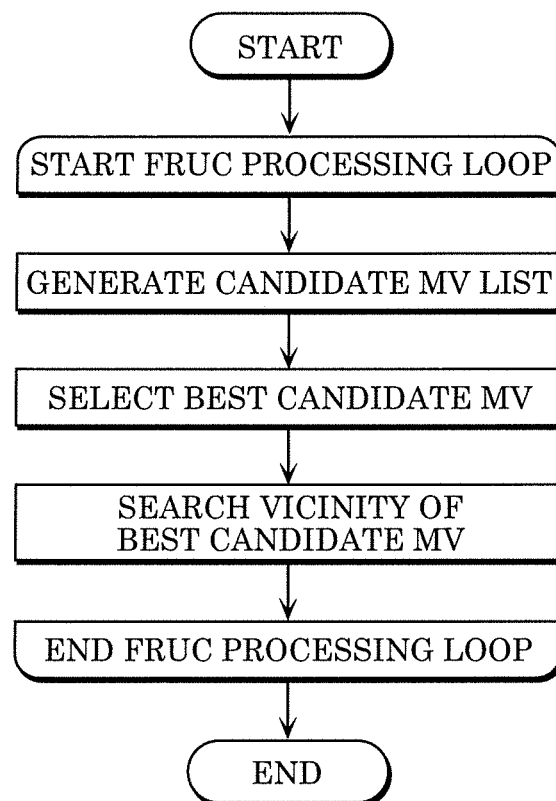 START
START FRUC PROCESSING LOOP
GENERATE CANDIDATE MV LIST
SELECT BEST CANDIDATE MV
SEARCH VICINITY OF
BEST CANDIDATE MV
END FRUC PROCESSING LOOP
END